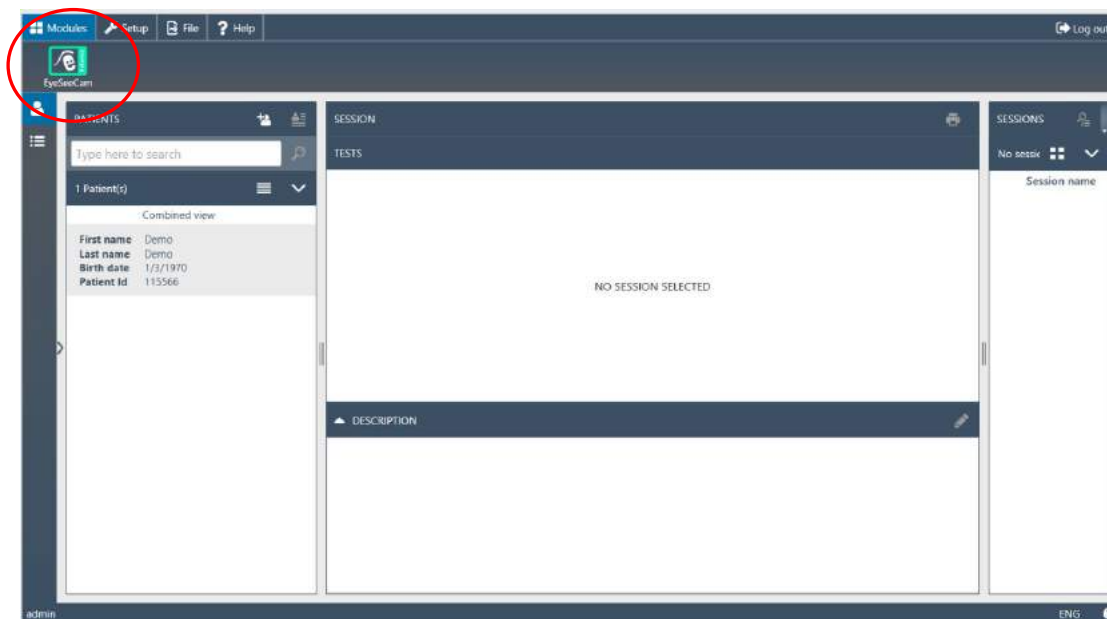 Modules Setup File ? Help Log out
EyeSeeCam
PATIENTS
Type here to search
1 Patient(s)
Combined view
First name Demo
Last name Demo
Birth date 1/3/1970
Patient Id 115566
SESSION
TESTS
NO SESSION SELECTED
DESCRIPTION
SESSIONS
No sessic
Session name
admin ENG